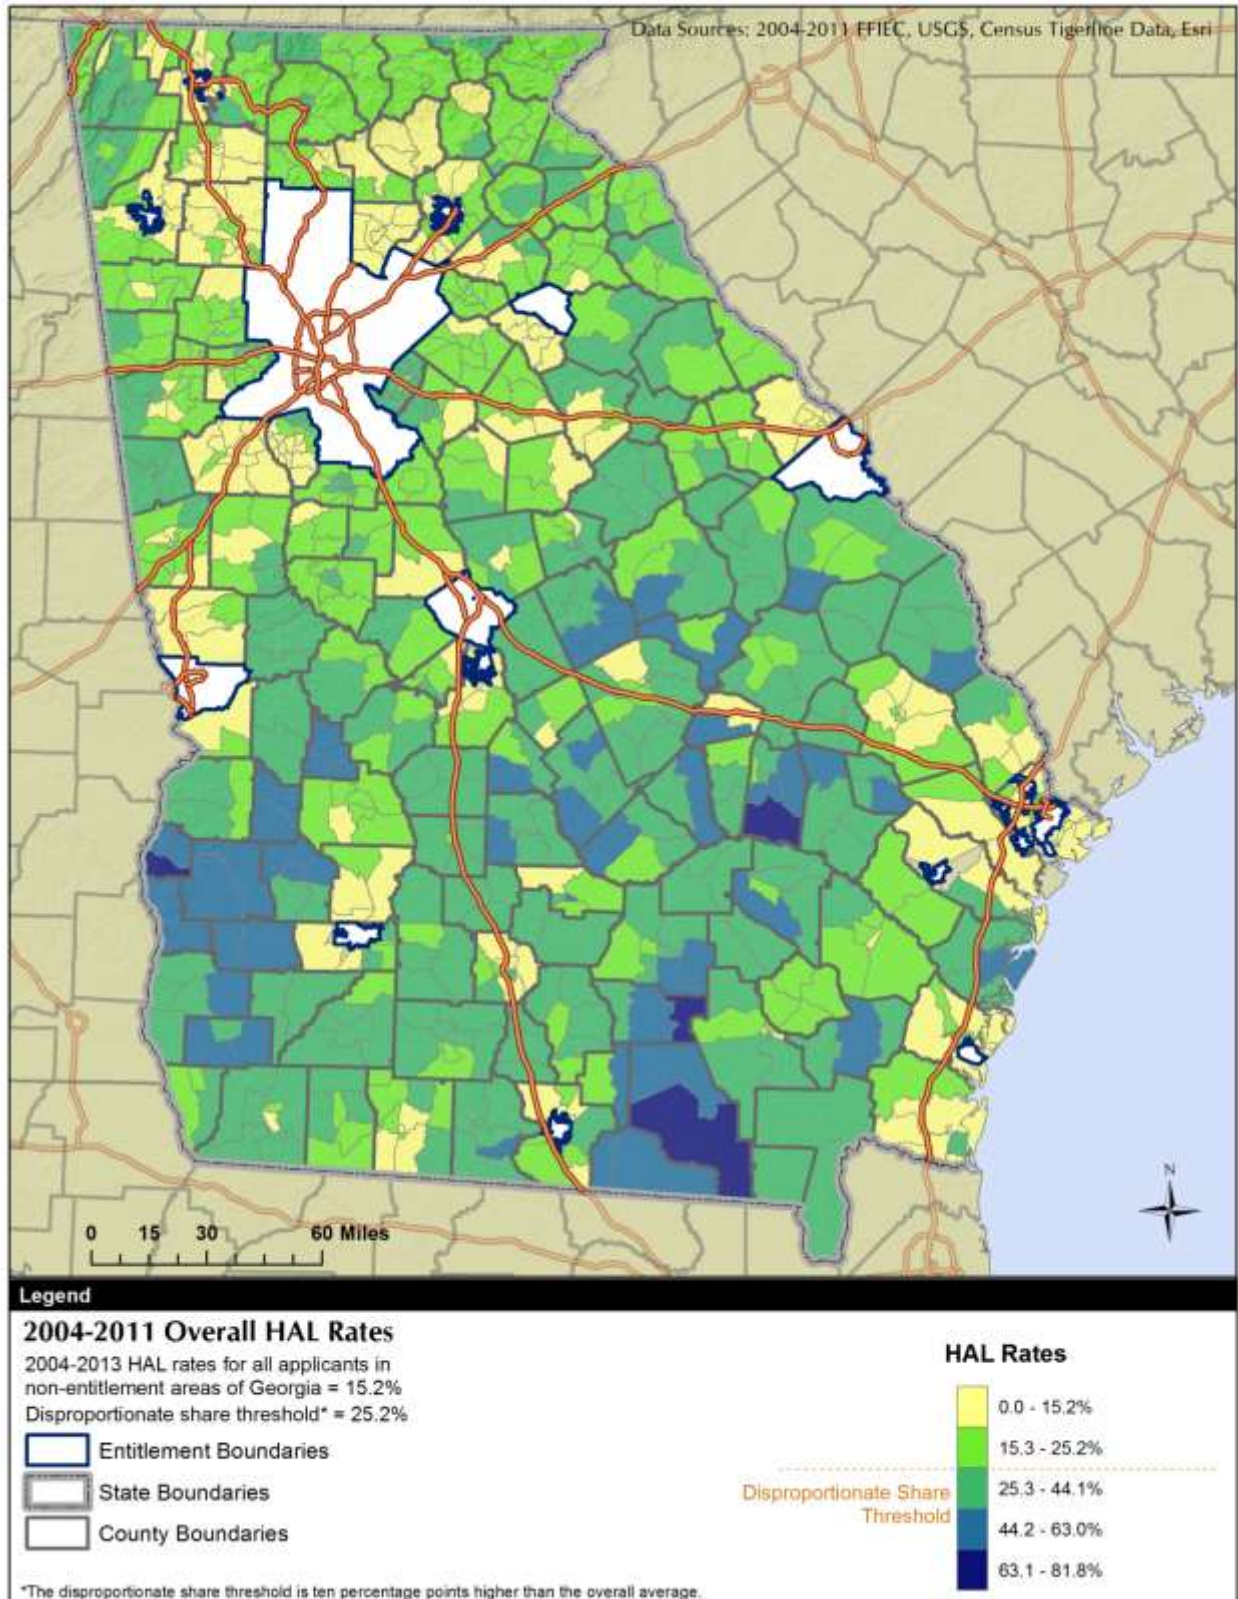 Data Sources: 2004-2011 FFIEC, USGS, Census Tigerline Data, Esri
N
0 15 30 60 Miles
Legend
2004-2011 Overall HAL Rates
2004-2013 HAL rates for all applicants in
non-entitlement areas of Georgia = 15.2%
Disproportionate share threshold* = 25.2%
Entitlement Boundaries
State Boundaries
County Boundaries
*The disproportionate share threshold is ten percentage points higher than the overall average.
HAL Rates
0.0 - 15.2%
15.3 - 25.2%
Disproportionate Share
Threshold
25.3 - 44.1%
44.2 - 63.0%
63.1 - 81.8%